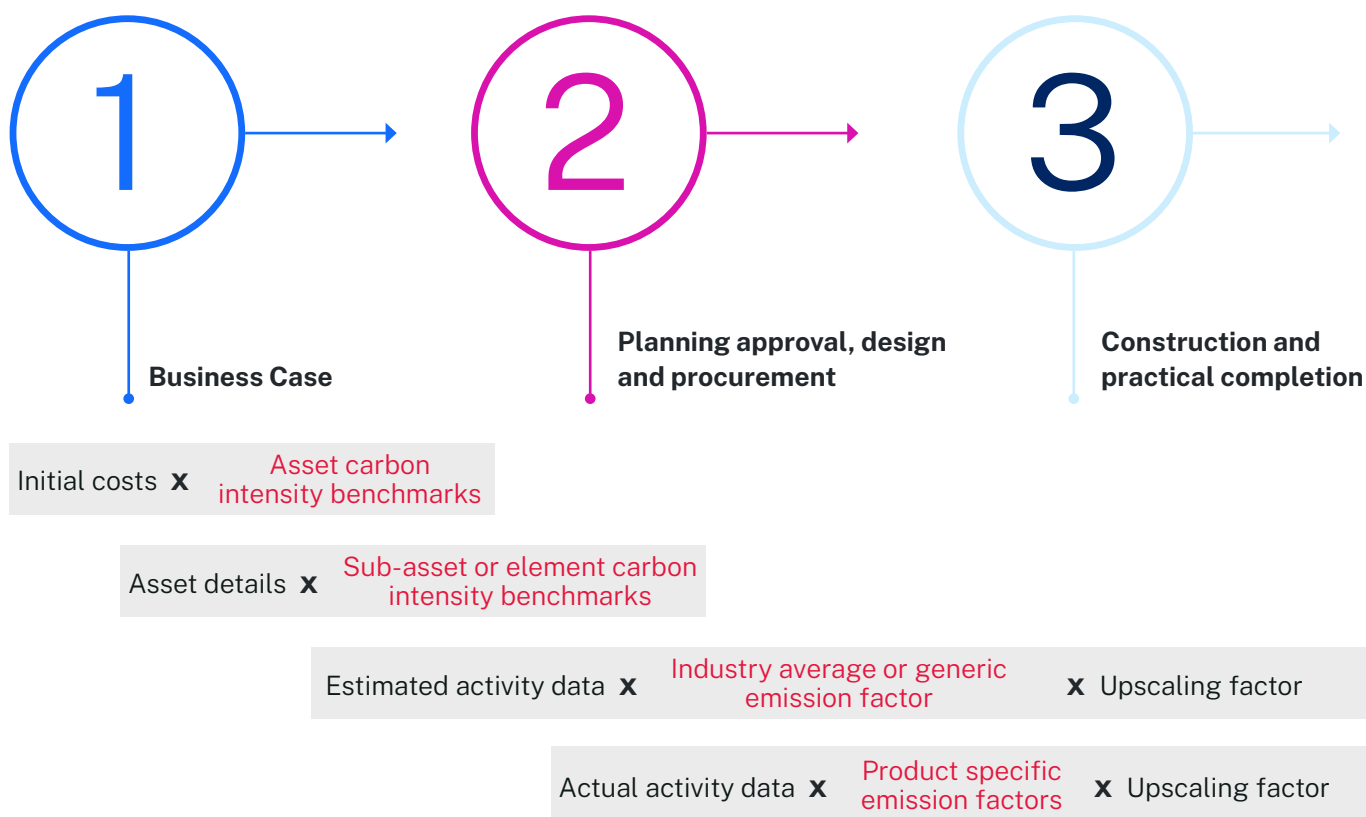 1
2
3
Business Case
Planning approval, design
and procurement
Construction and
practical completion
Initial costs x Asset carbon
intensity benchmarks
Asset details x Sub-asset or element carbon
intensity benchmarks
Estimated activity data x Industry average or generic
emission factor x Upscaling factor
Actual activity data x Product specific
emission factors x Upscaling factor